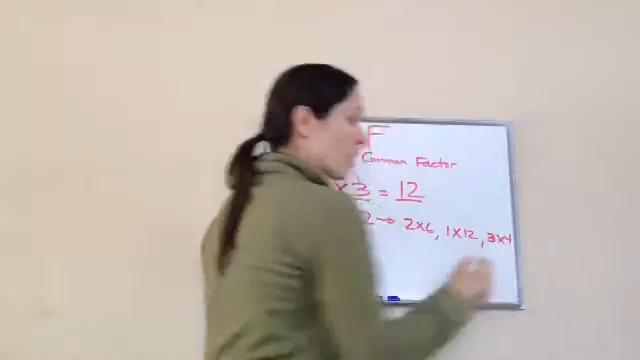 F
Common Factor
x 3 = 12
2 → 2x6, 1x12, 3x4